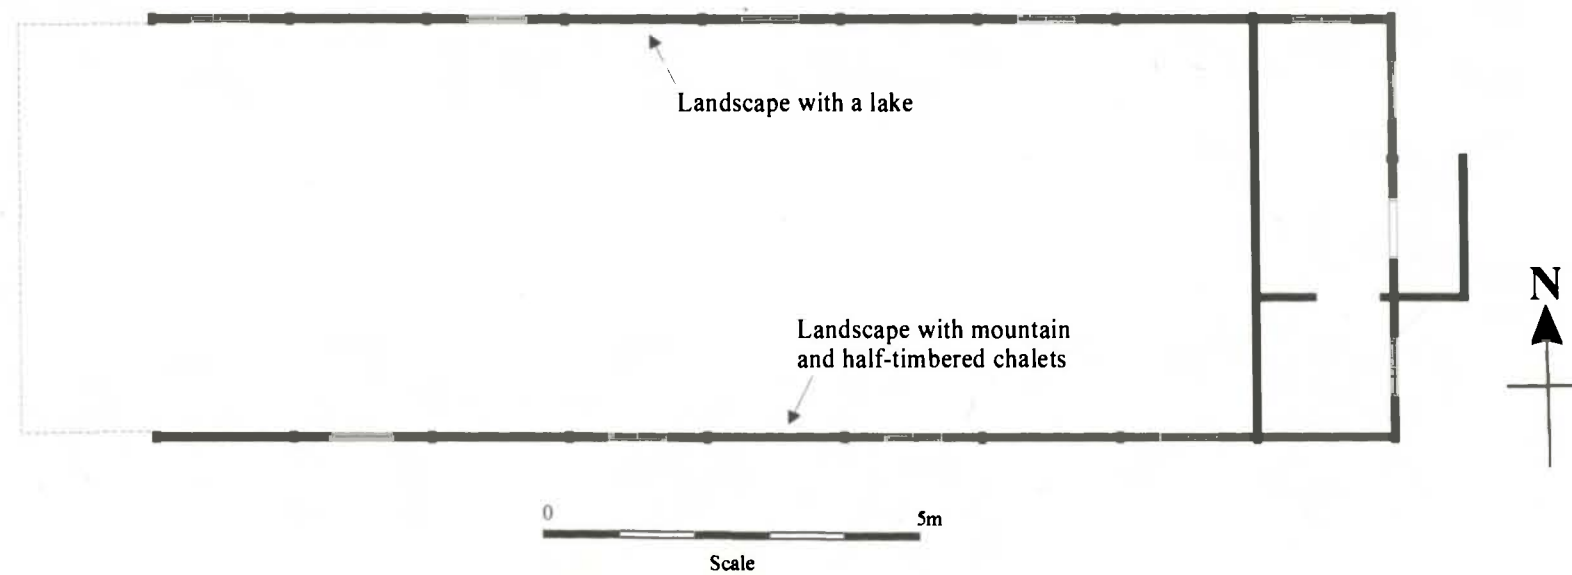 Landscape with a lake
Landscape with mountain
and half-timbered chalets
N
0
5m
Scale